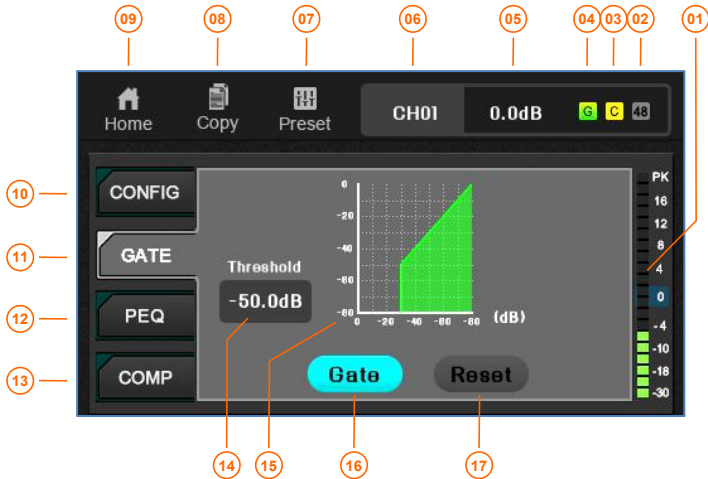 09 08 07 06 05 04 03 02 01
Home Copy Preset CH01 0.0dB G C 48
CONFIG
GATE
PEQ
COMP
Threshold
-50.0dB
0
-20
-40
-60
-80
0 -20 -40 -60 -80 (dB)
Gate Reset
PK
16
12
8
4
0
-4
-10
-18
-30
10
11
12
13
14 15 16 17